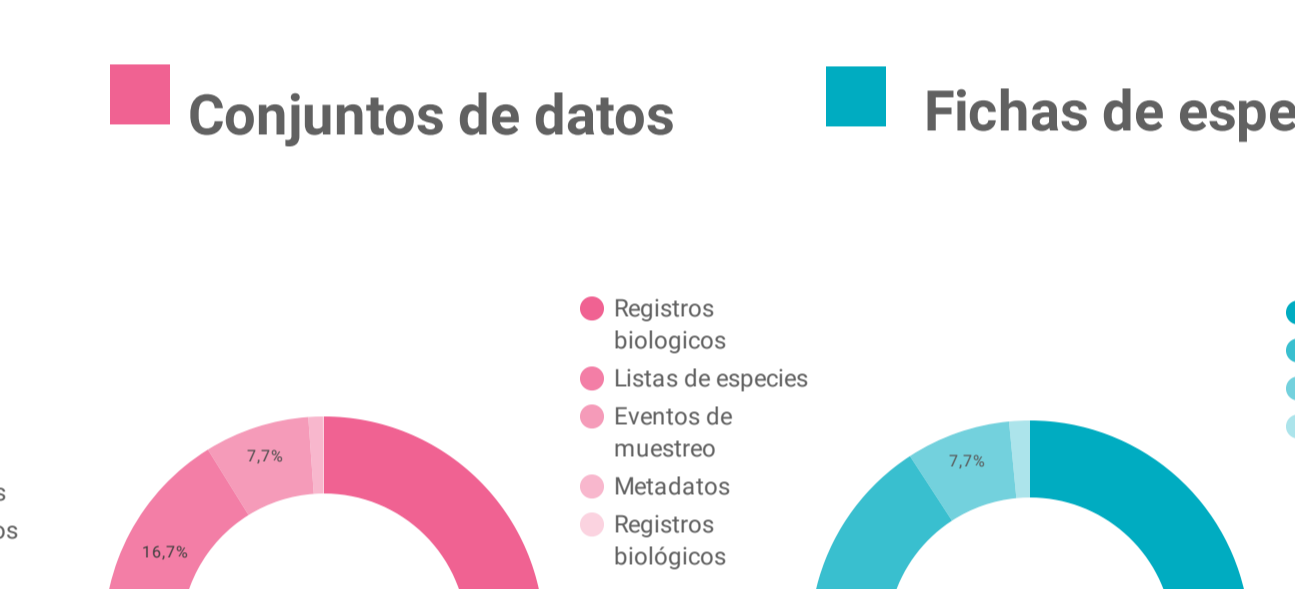 Conjuntos de datos
Fichas de espe
Registros
biologicos
Listas de especies
Eventos de
muestreo
Metadatos
Registros
biológicos
7,7%
16,7%
7,7%
s
os